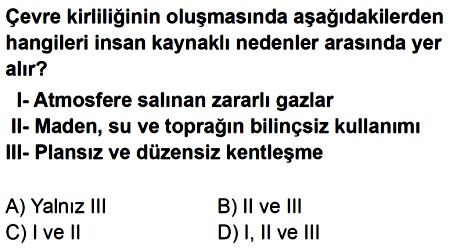 Çevre kirliliğinin oluşmasında aşağıdakilerden
hangileri insan kaynaklı nedenler arasında yer
alır?
I- Atmosfere salınan zararlı gazlar
II- Maden, su ve toprağın bilinçsiz kullanımı
III- Plansız ve düzensiz kentleşme
A) Yalnız III B) II ve III
C) I ve II D) I, II ve III